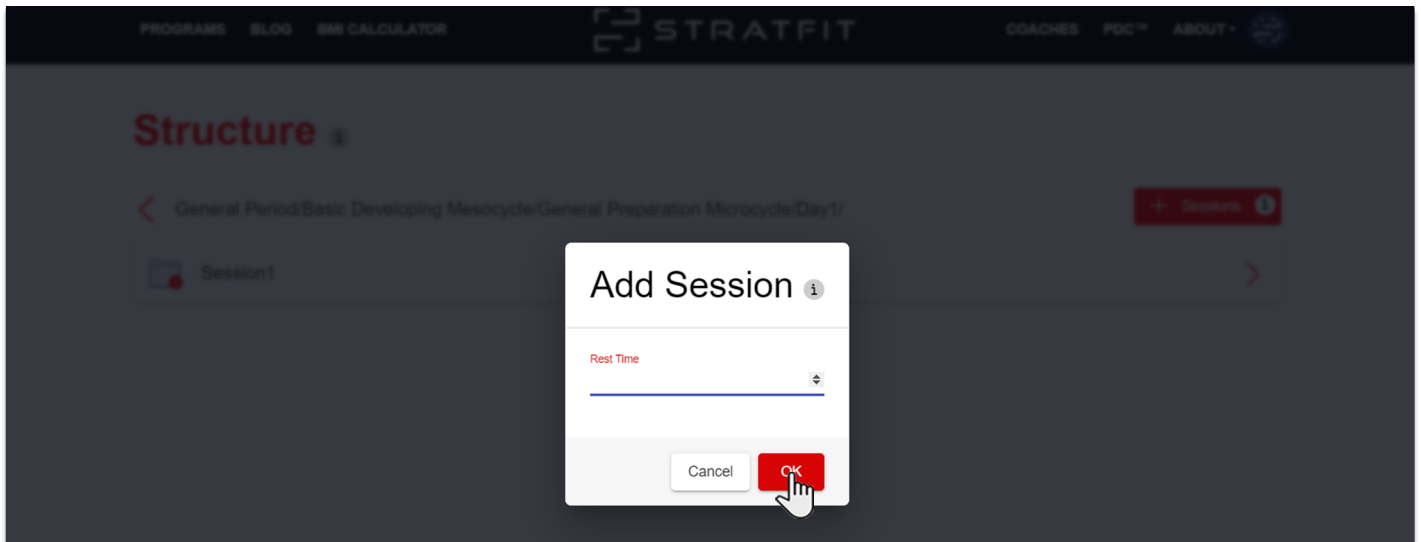 PROGRAMS BLOG BMI CALCULATOR STRATFIT COACHES PDC™ ABOUT
Structure i
General Period/Basic Developing Mesocycle/General Preparation Microcycle/Day1/ + Sessions i
Session1
Add Session i
Rest Time
Cancel OK